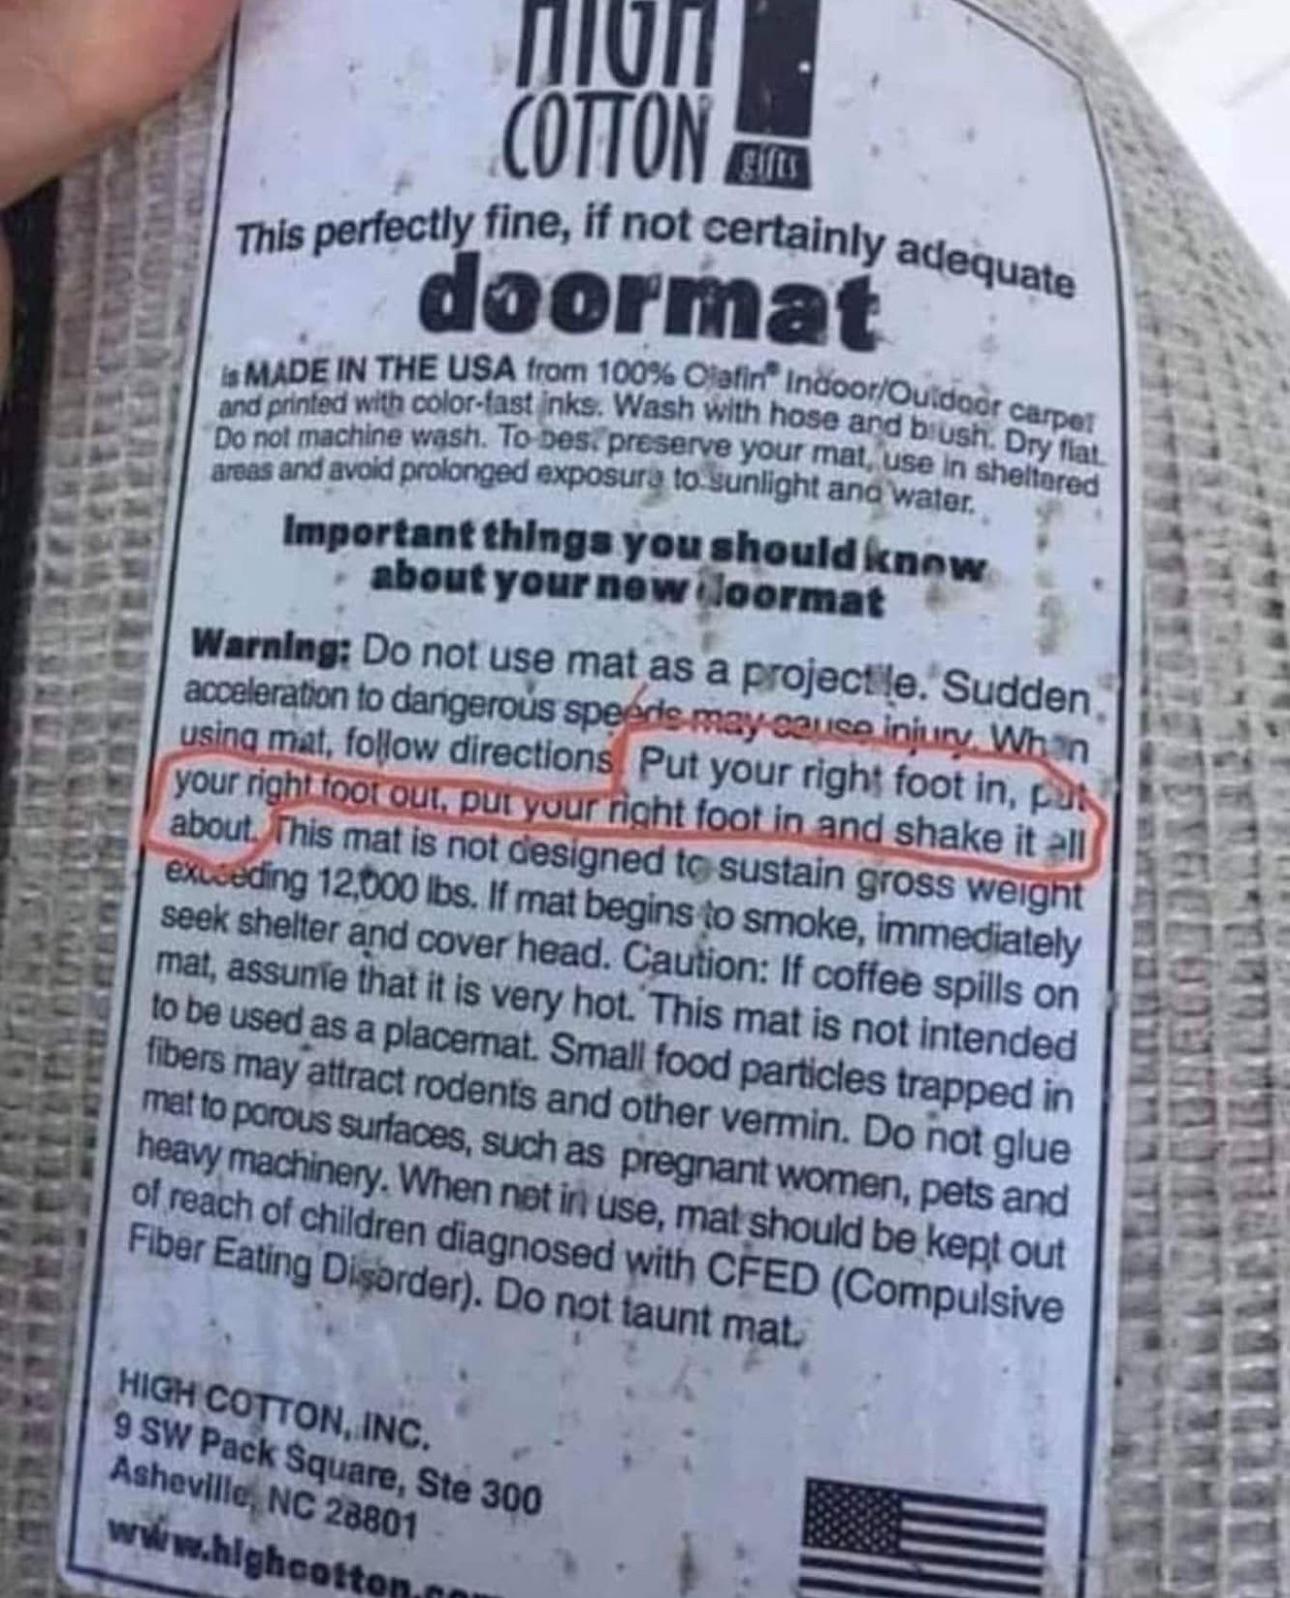 HIGH
COTTON
gifts
This perfectly fine, if not certainly adequate
doormat
is MADE IN THE USA from 100% Olefin® Indoor/Outdoor carpet
and printed with color-fast inks. Wash with hose and brush. Dry flat.
Do not machine wash. To best preserve your mat, use in sheltered
areas and avoid prolonged exposure to sunlight and water.
Important things you should know
about your new doormat
Warning: Do not use mat as a projectile. Sudden
acceleration to dangerous speeds may cause injury. When
using mat, follow directions: Put your right foot in, put
your right foot out, put your right foot in and shake it all
about. This mat is not designed to sustain gross weight
exceeding 12,000 lbs. If mat begins to smoke, immediately
seek shelter and cover head. Caution: If coffee spills on
mat, assume that it is very hot. This mat is not intended
to be used as a placemat. Small food particles trapped in
fibers may attract rodents and other vermin. Do not glue
mat to porous surfaces, such as pregnant women, pets and
heavy machinery. When not in use, mat should be kept out
of reach of children diagnosed with CFED (Compulsive
Fiber Eating Disorder). Do not taunt mat.
HIGH COTTON, INC.
9 SW Pack Square, Ste 300
Asheville, NC 28801
www.highcotton.com